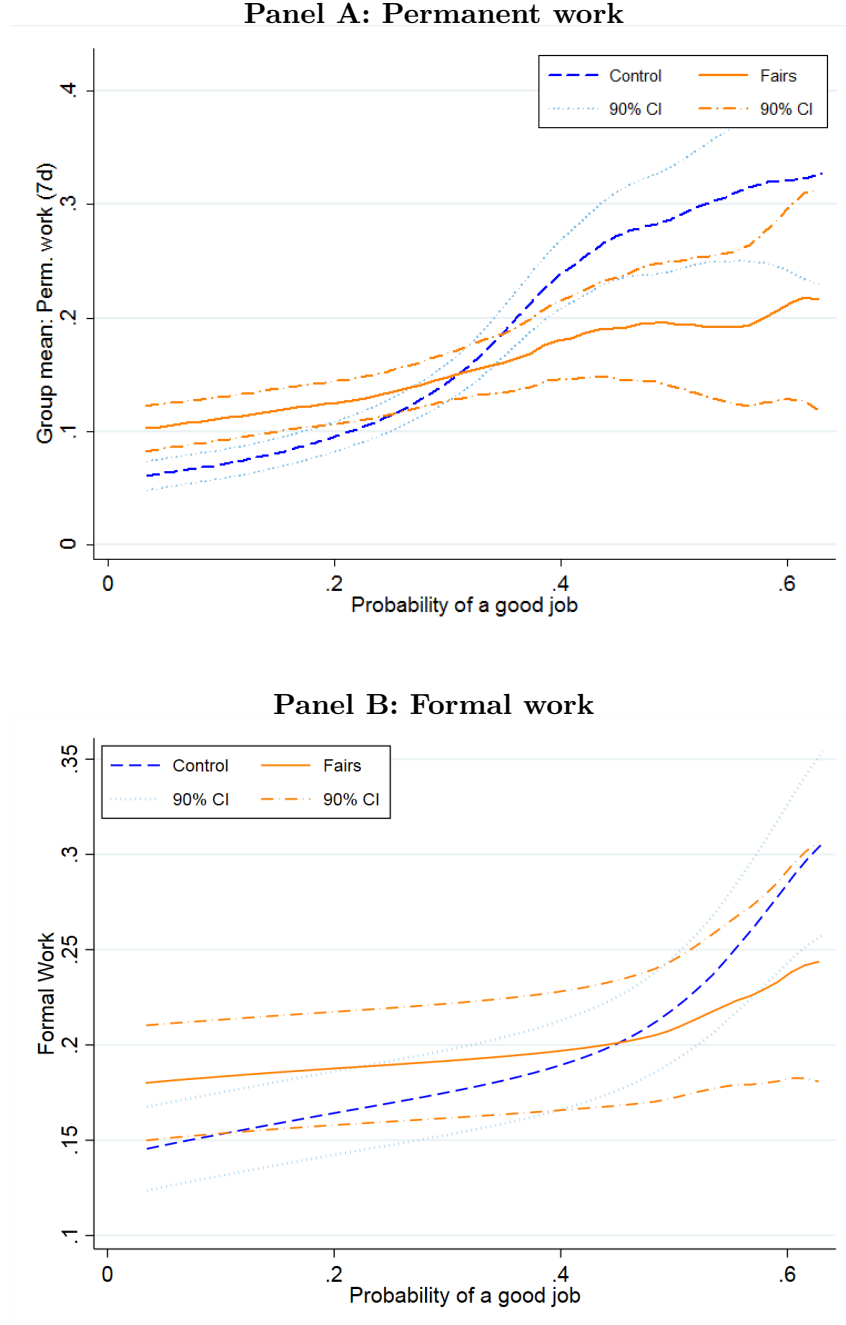 Panel A: Permanent work
Control Fairs
90% CI 90% CI
.4
.3
.2
.1
0
Group mean: Perm. work (7d)
0 .2 .4 .6
Probability of a good job
Panel B: Formal work
Control Fairs
90% CI 90% CI
.35
.3
.25
.2
.15
.1
Formal Work
0 .2 .4 .6
Probability of a good job